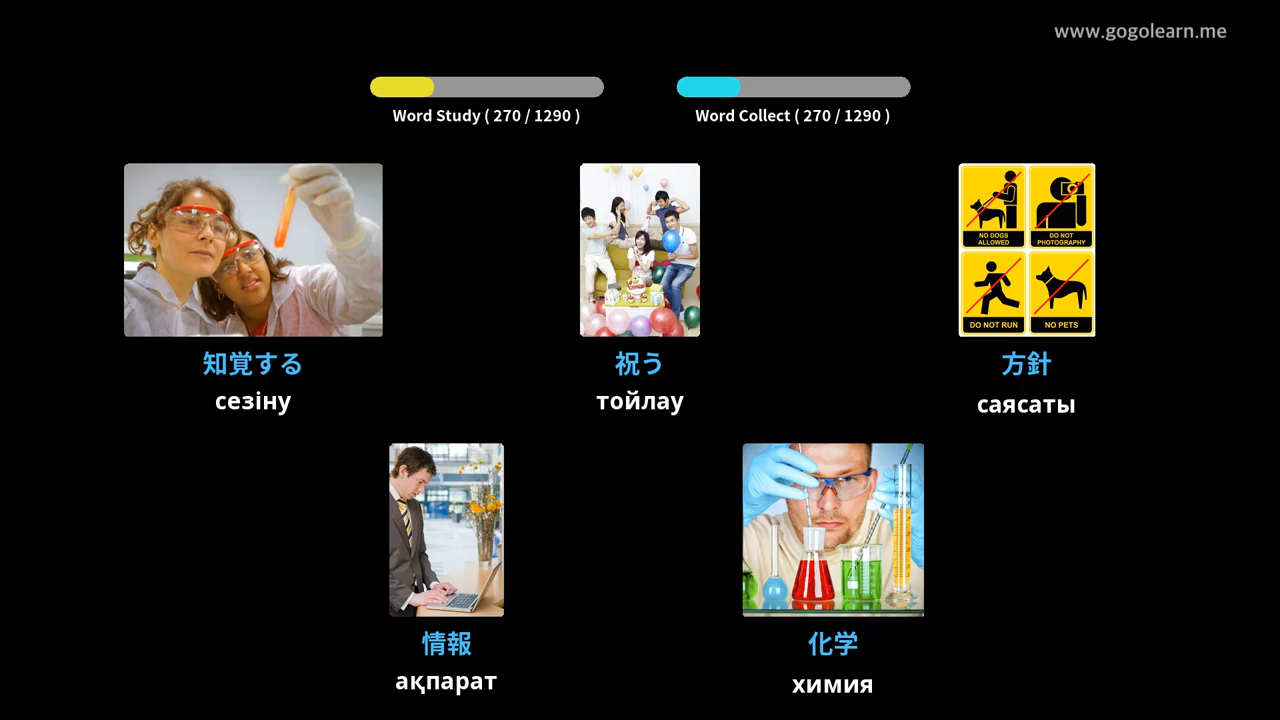 www.gogolearn.me
Word Study ( 270 / 1290 )
Word Collect ( 270 / 1290 )
NO DOGS
ALLOWED
DO NOT
PHOTOGRAPHY
DO NOT RUN
NO PETS
知覚する
сезіну
祝う
тойлау
方針
саясаты
情報
ақпарат
化学
химия